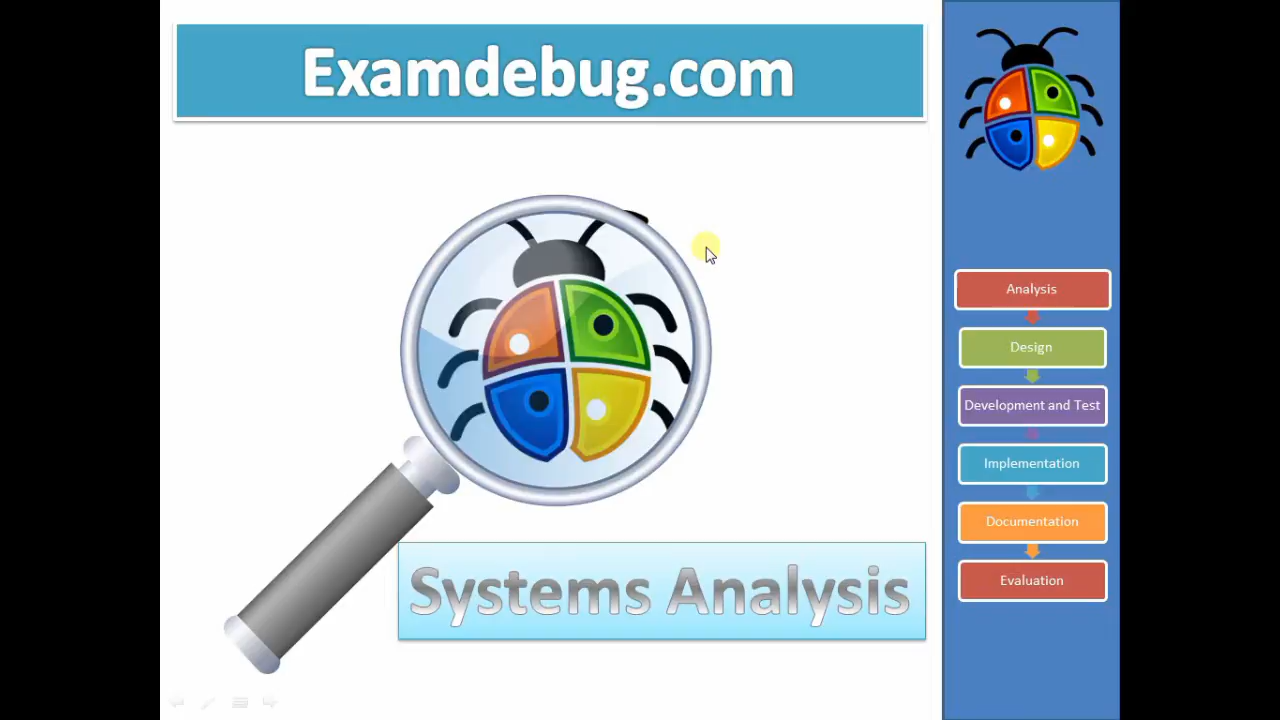 Examdebug.com
Systems Analysis
Analysis
Design
Development and Test
Implementation
Documentation
Evaluation